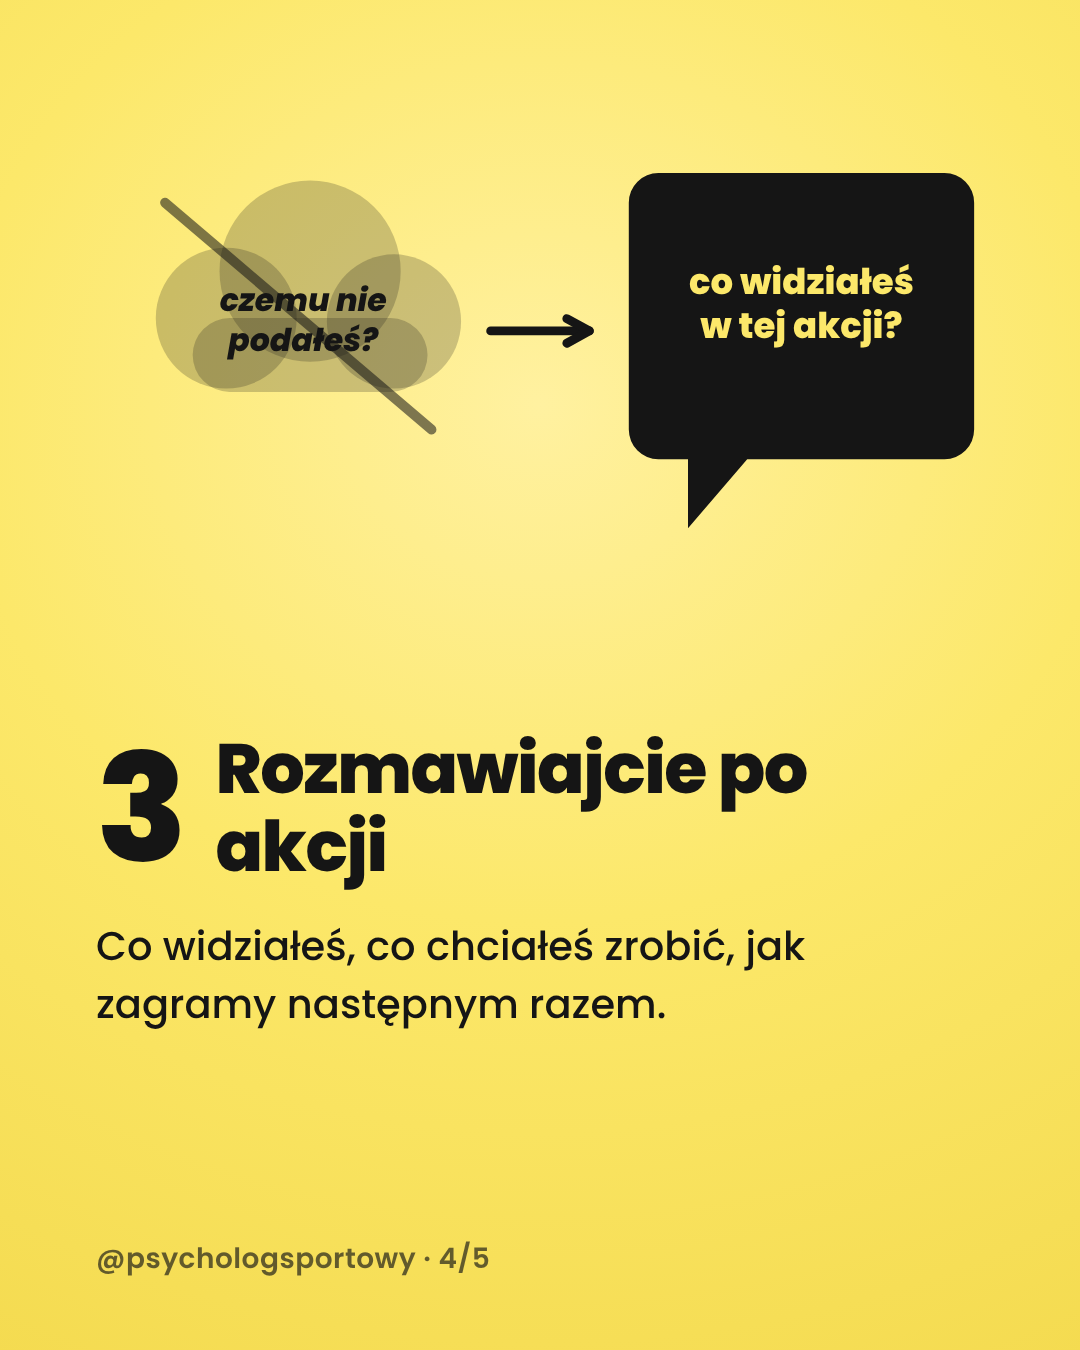 czemu nie
podałeś?
co widziałeś
w tej akcji?
3
Rozmawiajcie po
akcji
Co widziałeś, co chciałeś zrobić, jak
zagramy następnym razem.
@psychologsportowy · 4/5